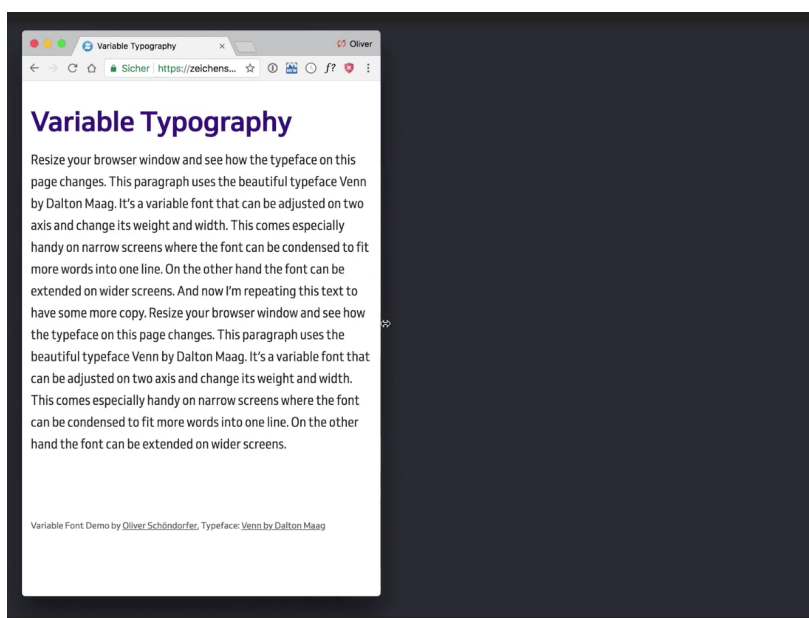 Variable Typography
Oliver
Sicher https://zeichens...
f?
Variable Typography
Resize your browser window and see how the typeface on this
page changes. This paragraph uses the beautiful typeface Venn
by Dalton Maag. It's a variable font that can be adjusted on two
axis and change its weight and width. This comes especially
handy on narrow screens where the font can be condensed to fit
more words into one line. On the other hand the font can be
extended on wider screens. And now I'm repeating this text to
have some more copy. Resize your browser window and see how
the typeface on this page changes. This paragraph uses the
beautiful typeface Venn by Dalton Maag. It's a variable font that
can be adjusted on two axis and change its weight and width.
This comes especially handy on narrow screens where the font
can be condensed to fit more words into one line. On the other
hand the font can be extended on wider screens.
Variable Font Demo by Oliver Schöndorfer, Typeface: Venn by Dalton Maag